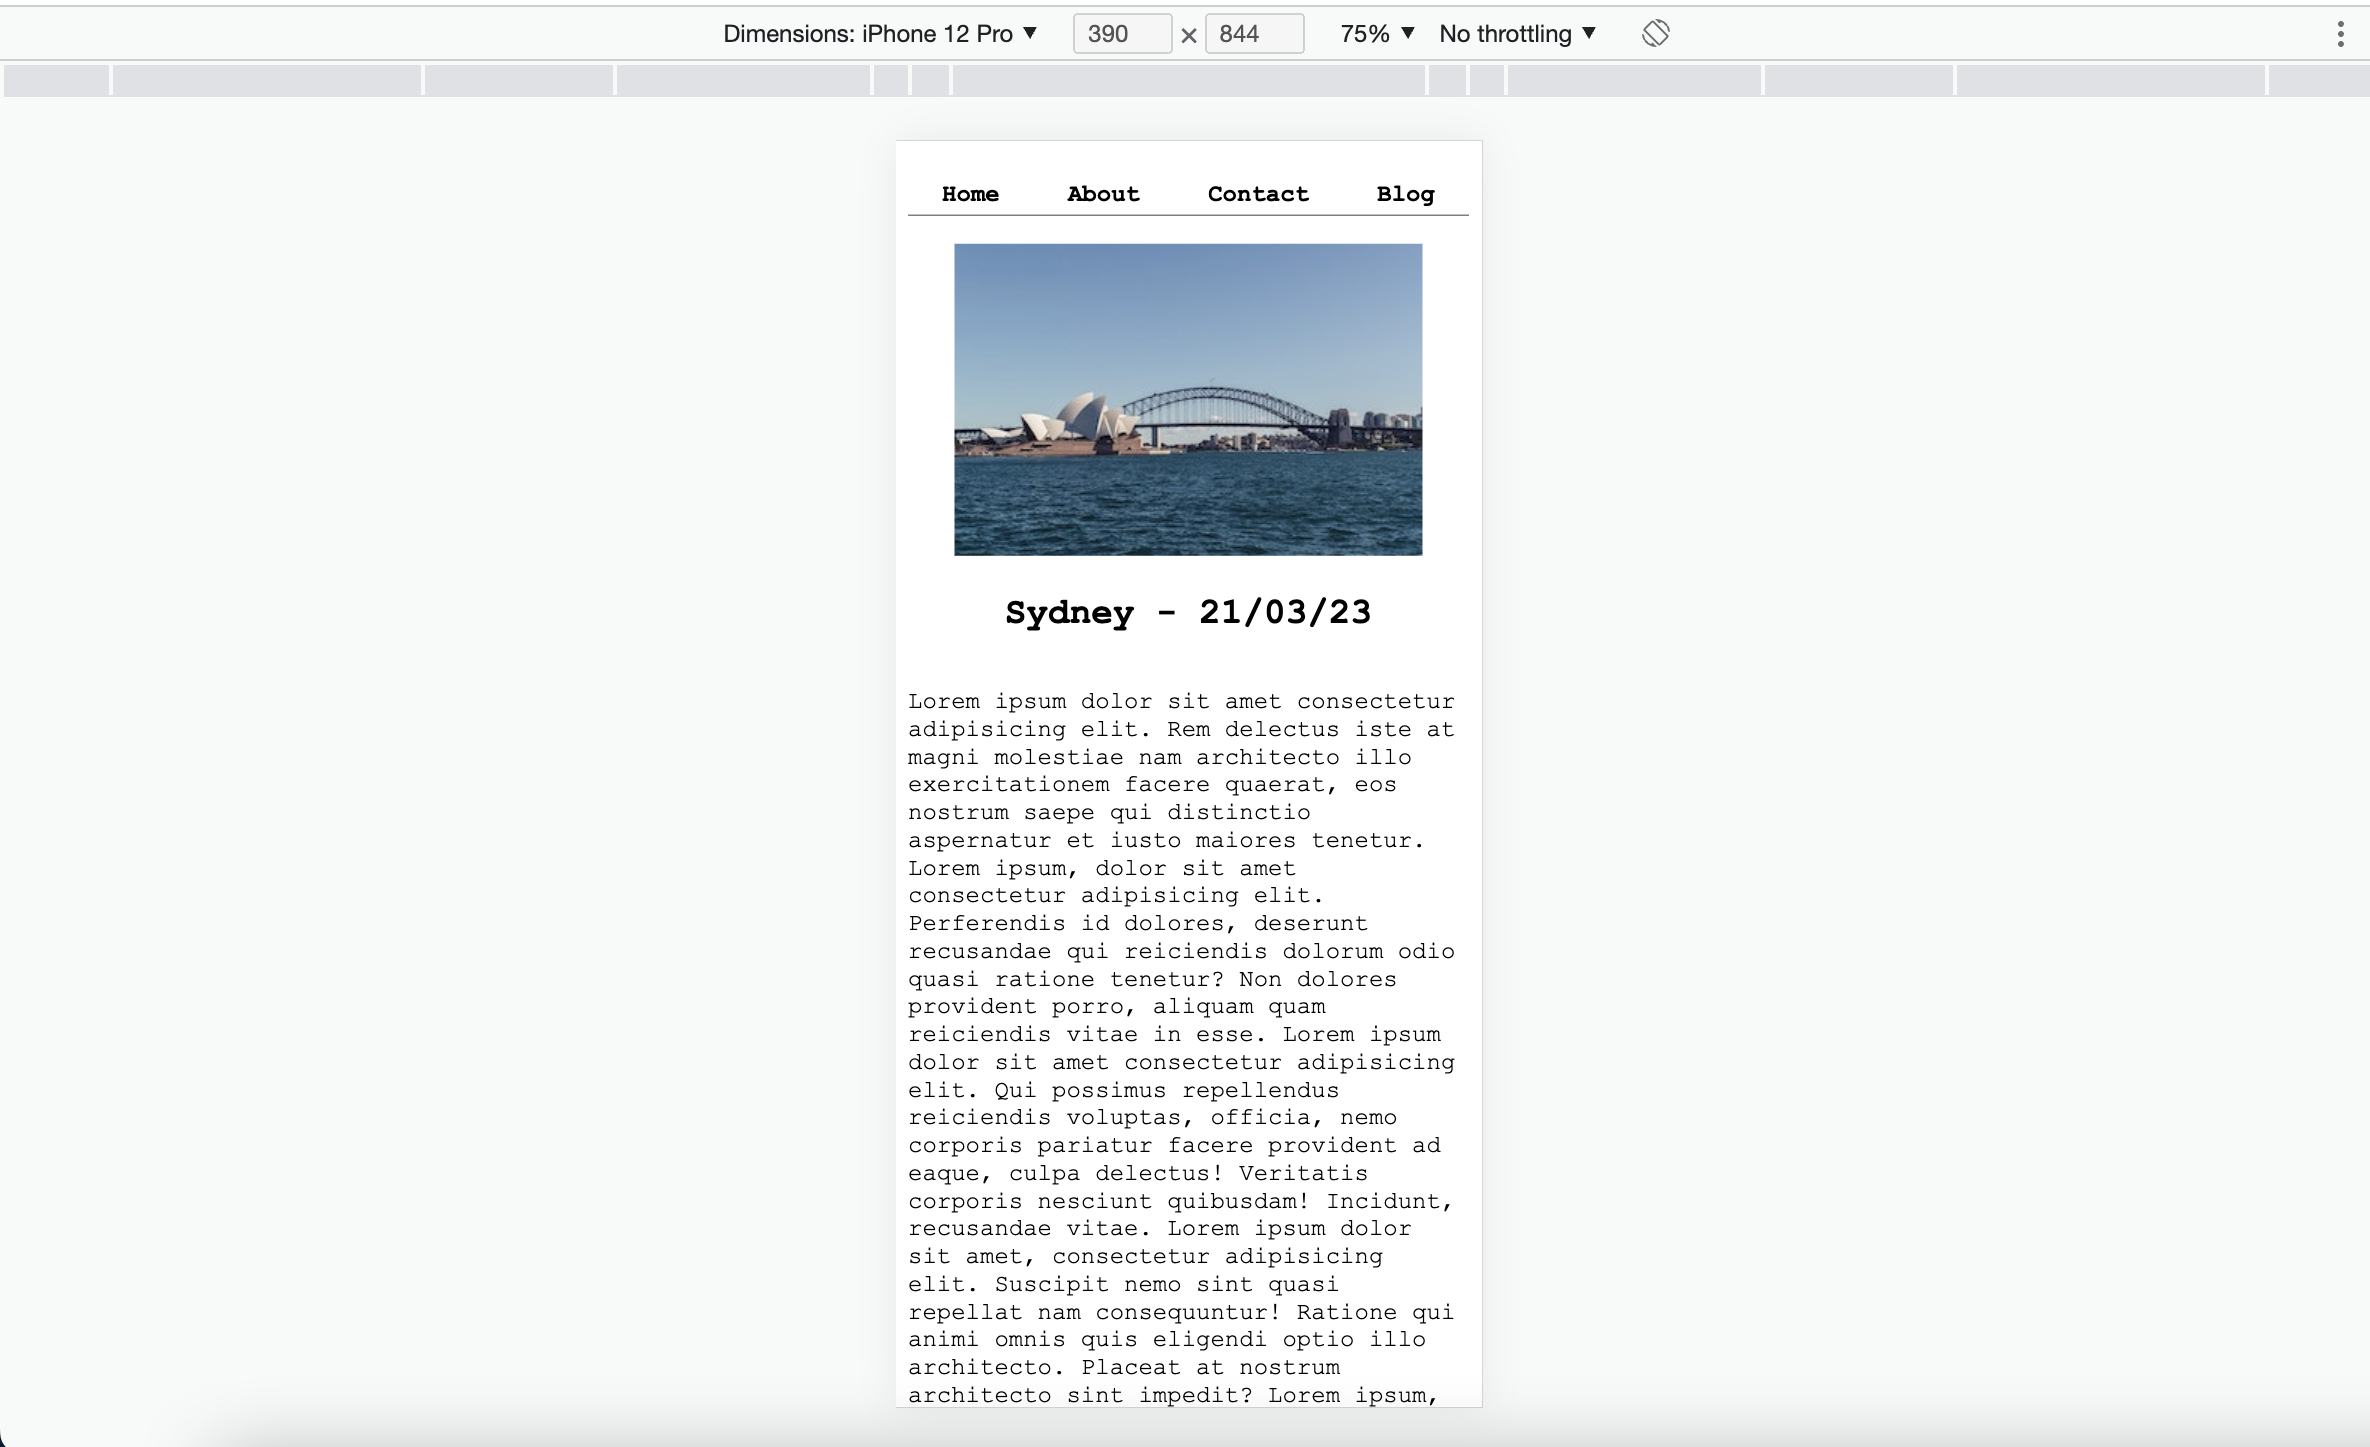 Dimensions: iPhone 12 Pro ▼ 390 × 844 75% ▼ No throttling ▼
Home About Contact Blog
Sydney - 21/03/23
Lorem ipsum dolor sit amet consectetur
adipisicing elit. Rem delectus iste at
magni molestiae nam architecto illo
exercitationem facere quaerat, eos
nostrum saepe qui distinctio
aspernatur et iusto maiores tenetur.
Lorem ipsum, dolor sit amet
consectetur adipisicing elit.
Perferendis id dolores, deserunt
recusandae qui reiciendis dolorum odio
quasi ratione tenetur? Non dolores
provident porro, aliquam quam
reiciendis vitae in esse. Lorem ipsum
dolor sit amet consectetur adipisicing
elit. Qui possimus repellendus
reiciendis voluptas, officia, nemo
corporis pariatur facere provident ad
eaque, culpa delectus! Veritatis
corporis nesciunt quibusdam! Incidunt,
recusandae vitae. Lorem ipsum dolor
sit amet, consectetur adipisicing
elit. Suscipit nemo sint quasi
repellat nam consequuntur! Ratione qui
animi omnis quis eligendi optio illo
architecto. Placeat at nostrum
architecto sint impedit? Lorem ipsum,